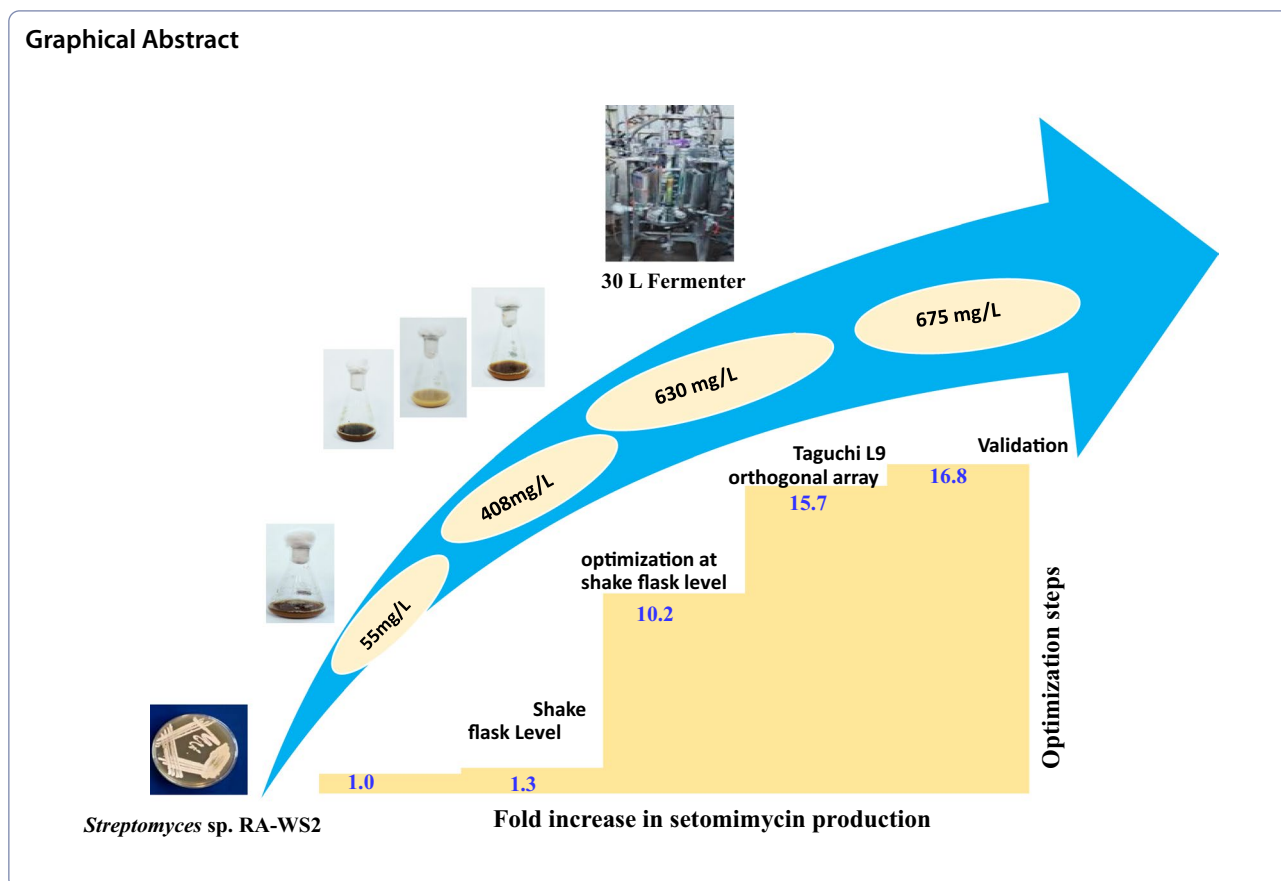 Graphical Abstract
30 L Fermenter
675 mg/L
630 mg/L
408mg/L
55mg/L
Validation
16.8
Taguchi L9
orthogonal array
15.7
optimization at
shake flask level
10.2
Shake
flask Level
1.3
1.0
Optimization steps
Streptomyces sp. RA-WS2
Fold increase in setomimycin production